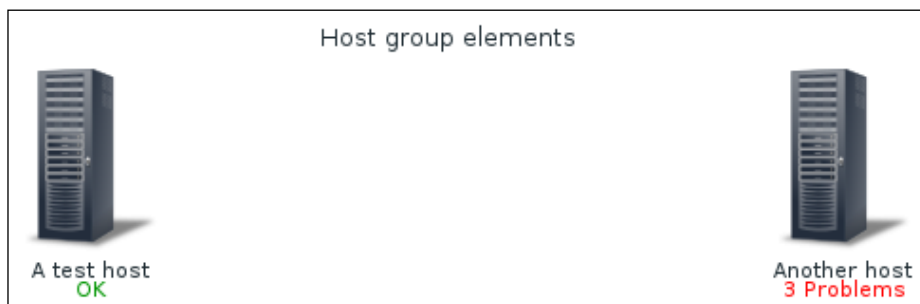 Host group elements
A test host
OK
Another host
3 Problems